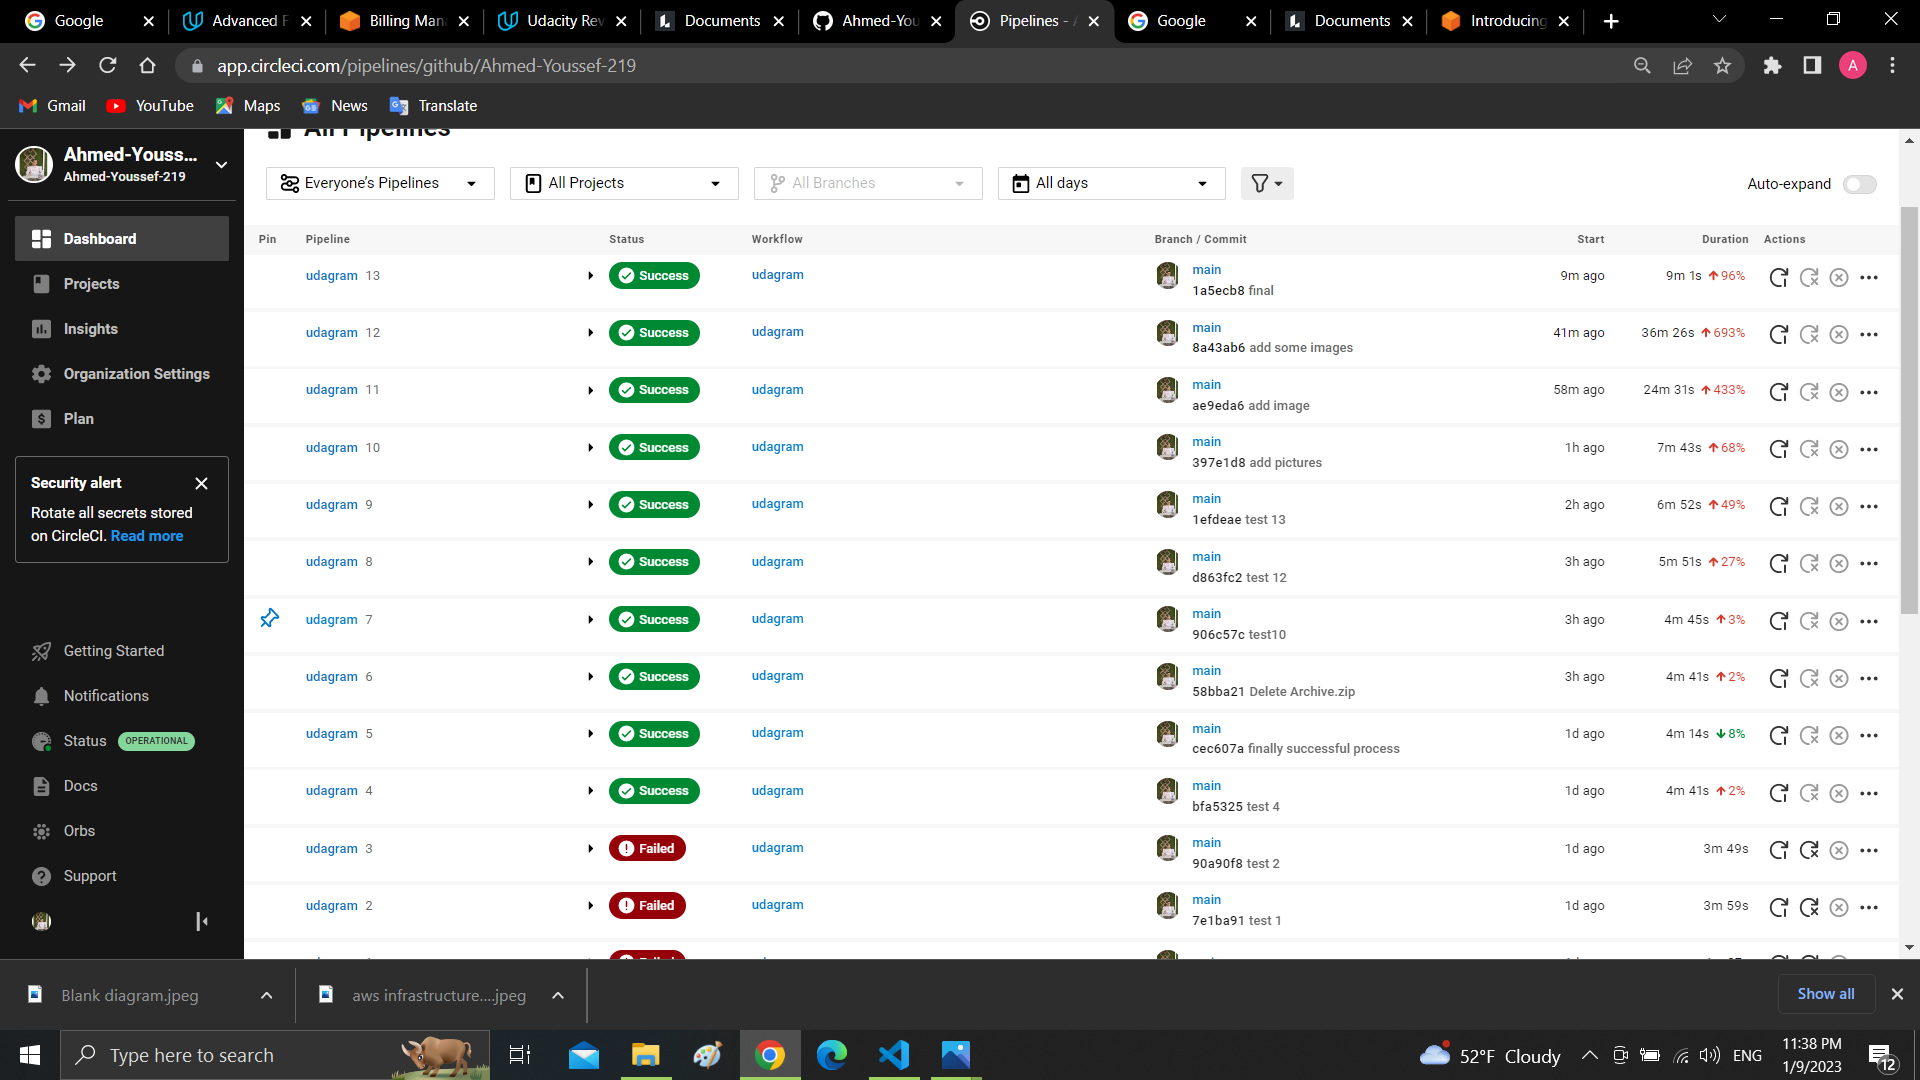 Google
Advanced F
Billing Man
Udacity Rev
Documents
Ahmed-You
Pipelines - A
Google
Documents
Introducing
app.circleci.com/pipelines/github/Ahmed-Youssef-219
Gmail
YouTube
Maps
News
Translate
Ahmed-Youss...
Ahmed-Youssef-219
Dashboard
Projects
Insights
Organization Settings
Plan
Security alert
Rotate all secrets stored
on CircleCI. Read more
Getting Started
Notifications
Status OPERATIONAL
Docs
Orbs
Support
All Pipelines
Everyone's Pipelines
All Projects
All Branches
All days
Auto-expand
Pin Pipeline Status Workflow Branch / Commit Start Duration Actions
udagram 13 Success udagram main 9m ago 9m 1s 96%
1a5ecb8 final
udagram 12 Success udagram main 41m ago 36m 26s 693%
8a43ab6 add some images
udagram 11 Success udagram main 58m ago 24m 31s 433%
ae9eda6 add image
udagram 10 Success udagram main 1h ago 7m 43s 68%
397e1d8 add pictures
udagram 9 Success udagram main 2h ago 6m 52s 49%
1efdeae test 13
udagram 8 Success udagram main 3h ago 5m 51s 27%
d863fc2 test 12
udagram 7 Success udagram main 3h ago 4m 45s 3%
906c57c test10
udagram 6 Success udagram main 3h ago 4m 41s 2%
58bba21 Delete Archive.zip
udagram 5 Success udagram main 1d ago 4m 14s 8%
cec607a finally successful process
udagram 4 Success udagram main 1d ago 4m 41s 2%
bfa5325 test 4
udagram 3 Failed udagram main 1d ago 3m 49s
90a90f8 test 2
udagram 2 Failed udagram main 1d ago 3m 59s
7e1ba91 test 1
Blank diagram.jpeg
aws infrastructure....jpeg
Show all
Type here to search
52°F Cloudy
ENG
11:38 PM
1/9/2023
12